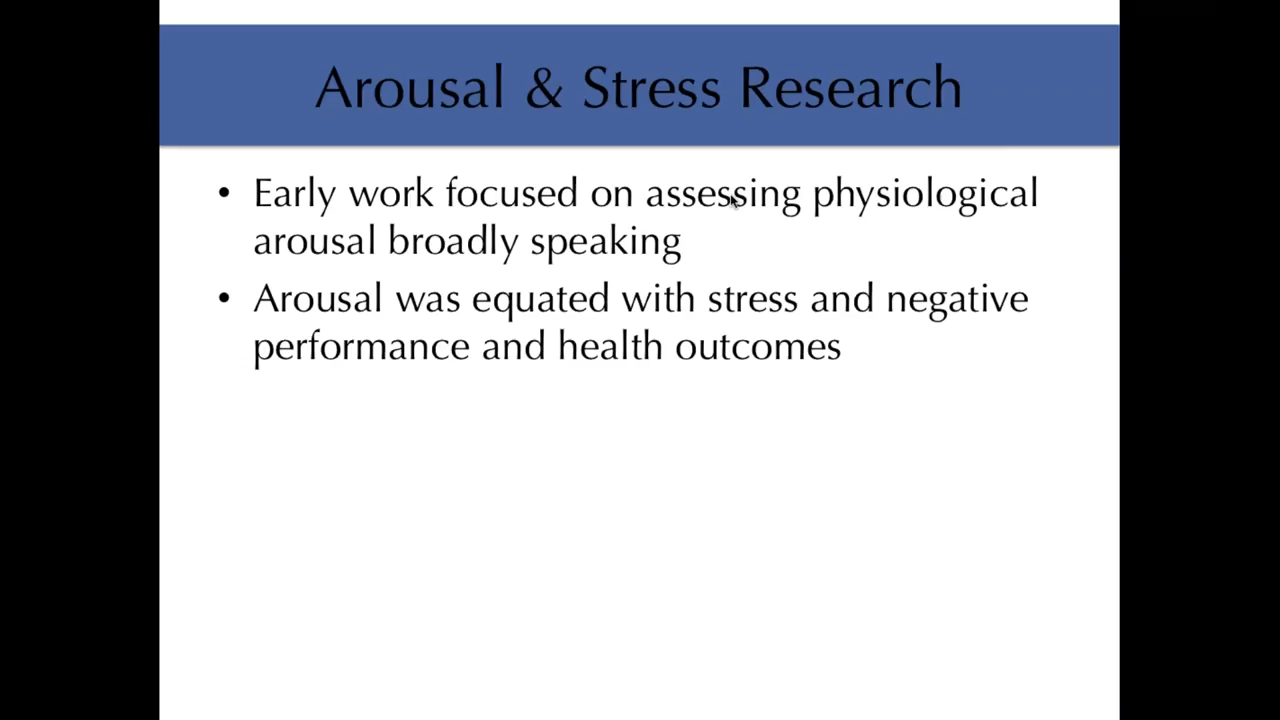 Arousal & Stress Research
• Early work focused on assessing physiological
arousal broadly speaking
• Arousal was equated with stress and negative
performance and health outcomes